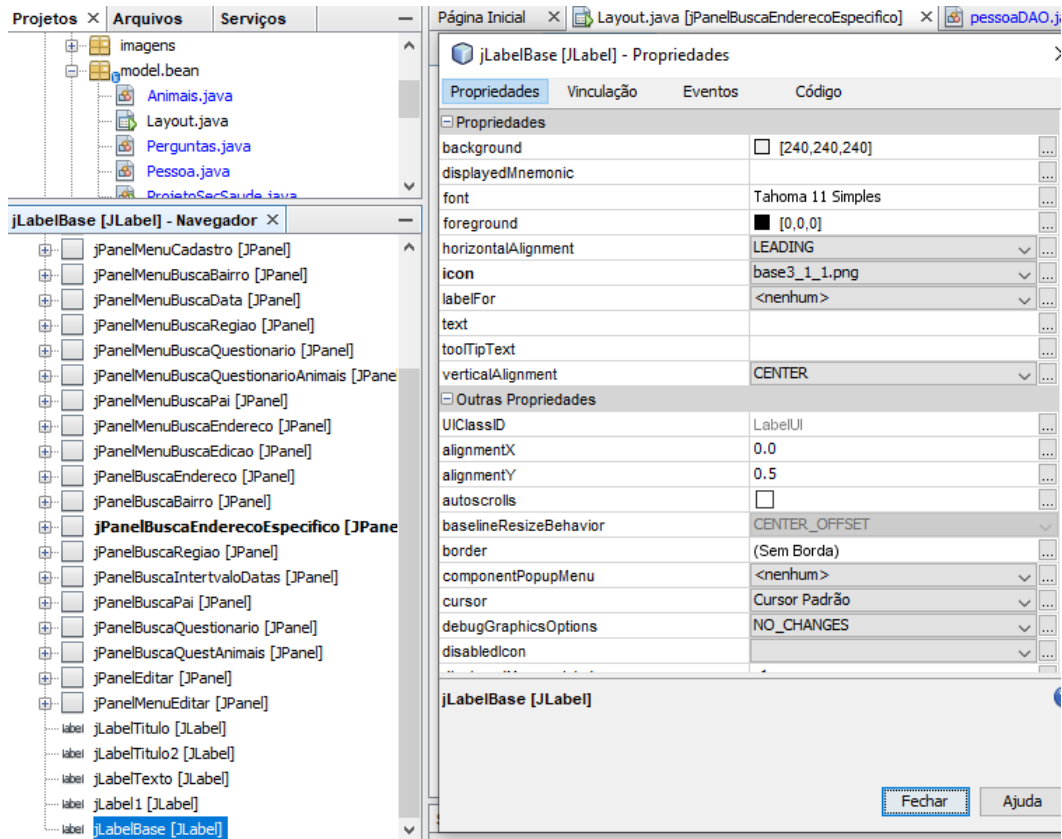 Projetos × Arquivos Serviços
imagens
model.bean
Animais.java
Layout.java
Perguntas.java
Pessoa.java
ProjetoSecSaude.java
jLabelBase [JLabel] - Navegador ×
jPanelMenuCadastro [JPanel]
jPanelMenuBuscaBairro [JPanel]
jPanelMenuBuscaData [JPanel]
jPanelMenuBuscaRegiao [JPanel]
jPanelMenuBuscaQuestionario [JPanel]
jPanelMenuBuscaQuestionarioAnimais [JPane
jPanelMenuBuscaPai [JPanel]
jPanelMenuBuscaEndereco [JPanel]
jPanelMenuBuscaEdicao [JPanel]
jPanelBuscaEndereco [JPanel]
jPanelBuscaBairro [JPanel]
jPanelBuscaEnderecoEspecifico [JPane
jPanelBuscaRegiao [JPanel]
jPanelBuscaIntertvaloDatas [JPanel]
jPanelBuscaPai [JPanel]
jPanelBuscaQuestionario [JPanel]
jPanelBuscaQuestAnimais [JPanel]
jPanelEditar [JPanel]
jPanelMenuEditar [JPanel]
label jLabelTitulo [JLabel]
label jLabelTitulo2 [JLabel]
label jLabelTexto [JLabel]
label jLabel1 [JLabel]
label jLabelBase [JLabel]
Página Inicial × Layout.java [jPanelBuscaEnderecoEspecifico] × pessoaDAO.ja
jLabelBase [JLabel] - Propriedades
Propriedades Vinculação Eventos Código
Propriedades
background [240,240,240] ...
displayedMnemonic ...
font Tahoma 11 Simples ...
foreground [0,0,0] ...
horizontalAlignment LEADING ...
icon base3_1_1.png ...
labelFor <nenhum> ...
text ...
toolTipText ...
verticalAlignment CENTER ...
Outras Propriedades
UIClassID LabelUI ...
alignmentX 0.0 ...
alignmentY 0.5 ...
autoscrolls ...
baselineResizeBehavior CENTER_OFFSET
border (Sem Borda) ...
componentPopupMenu <nenhum> ...
cursor Cursor Padrão ...
debugGraphicsOptions NO_CHANGES ...
disabledIcon ...
jLabelBase [JLabel]
Fechar Ajuda